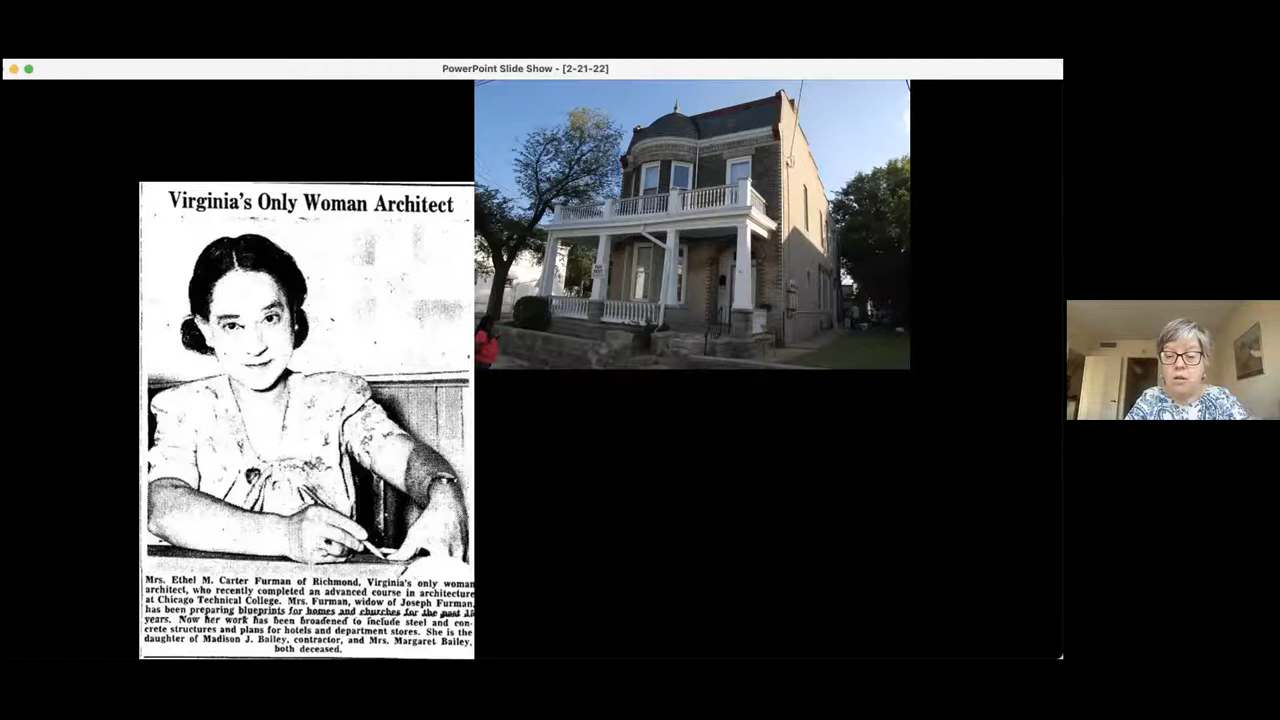 PowerPoint Slide Show - [2-21-22]
Virginia's Only Woman Architect
Mrs. Ethel M. Carter Furman of Richmond, Virginia's only woman
architect, who recently completed an advanced course in architecture
at Chicago Technical College. Mrs. Furman, widow of Joseph Furman,
has been preparing blueprints for homes and churches for the past
years. Now her work has been broadened to include steel and con-
crete structures and plans for hotels and department stores. She is the
daughter of Madison J. Bailey, contractor, and Mrs. Margaret Bailey,
both deceased.